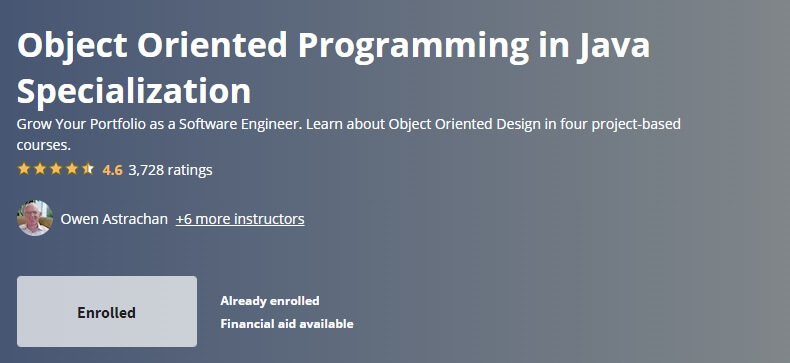 Object Oriented Programming in Java
Specialization
Grow Your Portfolio as a Software Engineer. Learn about Object Oriented Design in four project-based
courses.
4.6 3,728 ratings
Owen Astrachan +6 more instructors
Enrolled
Already enrolled
Financial aid available